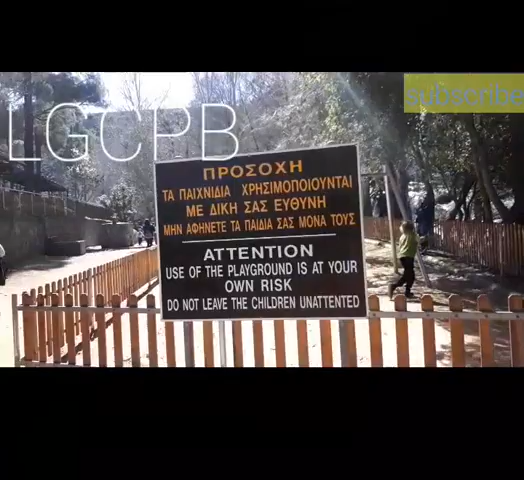 subscribe
LGCPB
ΠΡΟΣΟΧΗ
ΤΑ ΠΑΙΧΝΙΔΙΑ ΧΡΗΣΙΜΟΠΟΙΟΥΝΤΑΙ
ΜΕ ΔΙΚΗ ΣΑΣ ΕΥΘΥΝΗ
ΜΗΝ ΑΦΗΝΕΤΕ ΤΑ ΠΑΙΔΙΑ ΣΑΣ ΜΟΝΑ ΤΟΥΣ
ATTENTION
USE OF THE PLAYGROUND IS AT YOUR
OWN RISK
DO NOT LEAVE THE CHILDREN UNATTENTED